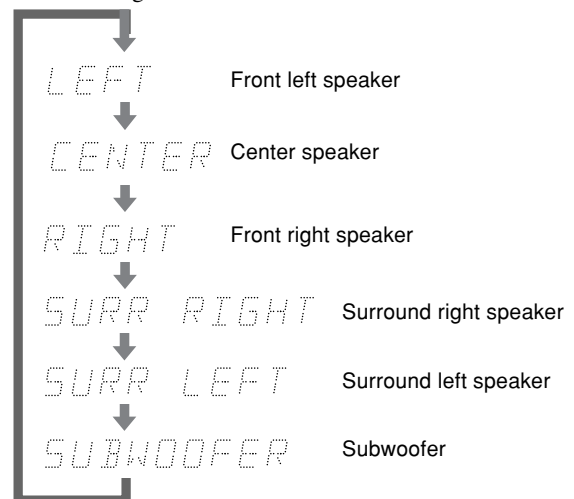 LEFT Front left speaker
CENTER Center speaker
RIGHT Front right speaker
SURR RIGHT Surround right speaker
SURR LEFT Surround left speaker
SUBWOOFER Subwoofer